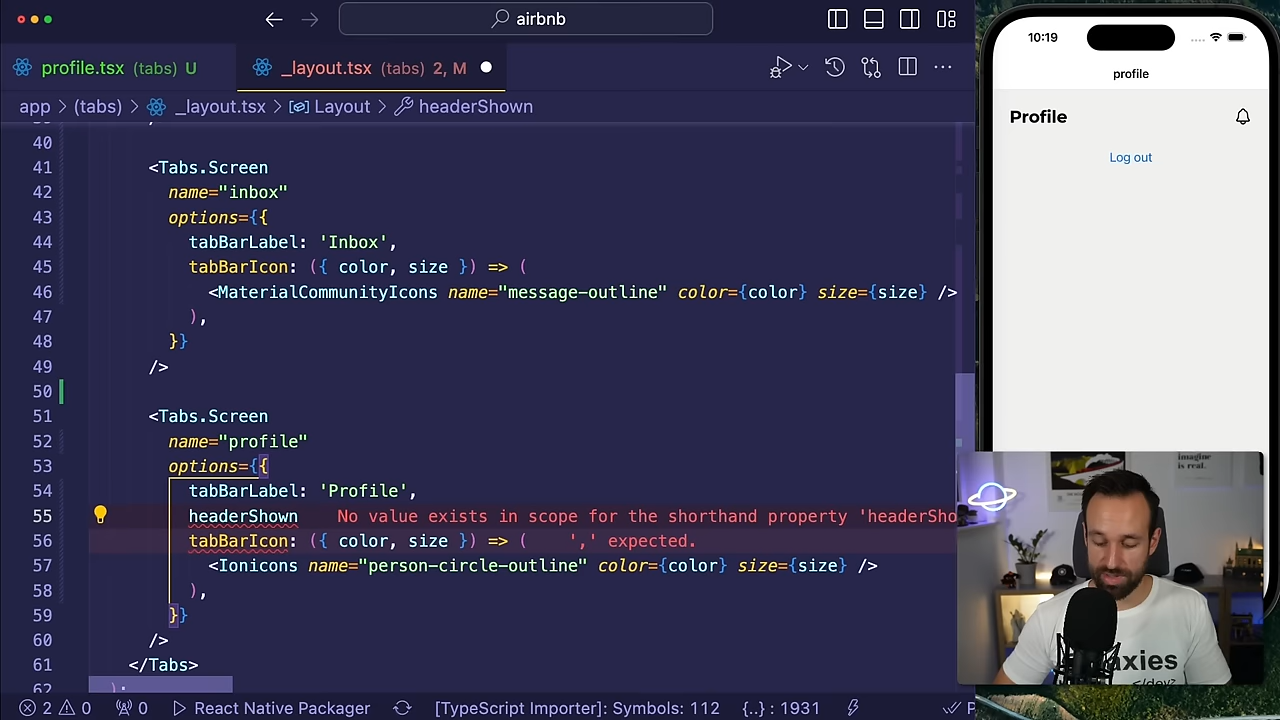 airbnb
profile.tsx (tabs) U
_layout.tsx (tabs) 2, M
app > (tabs) > _layout.tsx > Layout > headerShown
40
41 <Tabs.Screen
42 name="inbox"
43 options={{
44 tabBarLabel: 'Inbox',
45 tabBarIcon: ({ color, size }) => (
46 <MaterialCommunityIcons name="message-outline" color={color} size={size} />
47 ),
48 }}
49 />
50
51 <Tabs.Screen
52 name="profile"
53 options={{
54 tabBarLabel: 'Profile',
55 headerShown No value exists in scope for the shorthand property 'headerSho
56 tabBarIcon: ({ color, size }) => ( ',' expected.
57 <Ionicons name="person-circle-outline" color={color} size={size} />
58 ),
59 }}
60 />
61 </Tabs>
62 );
2 0 0 React Native Packager [TypeScript Importer]: Symbols: 112 {..} : 1931 P
10:19
profile
Profile
Log out
imagine
is real.
axies
</dev?